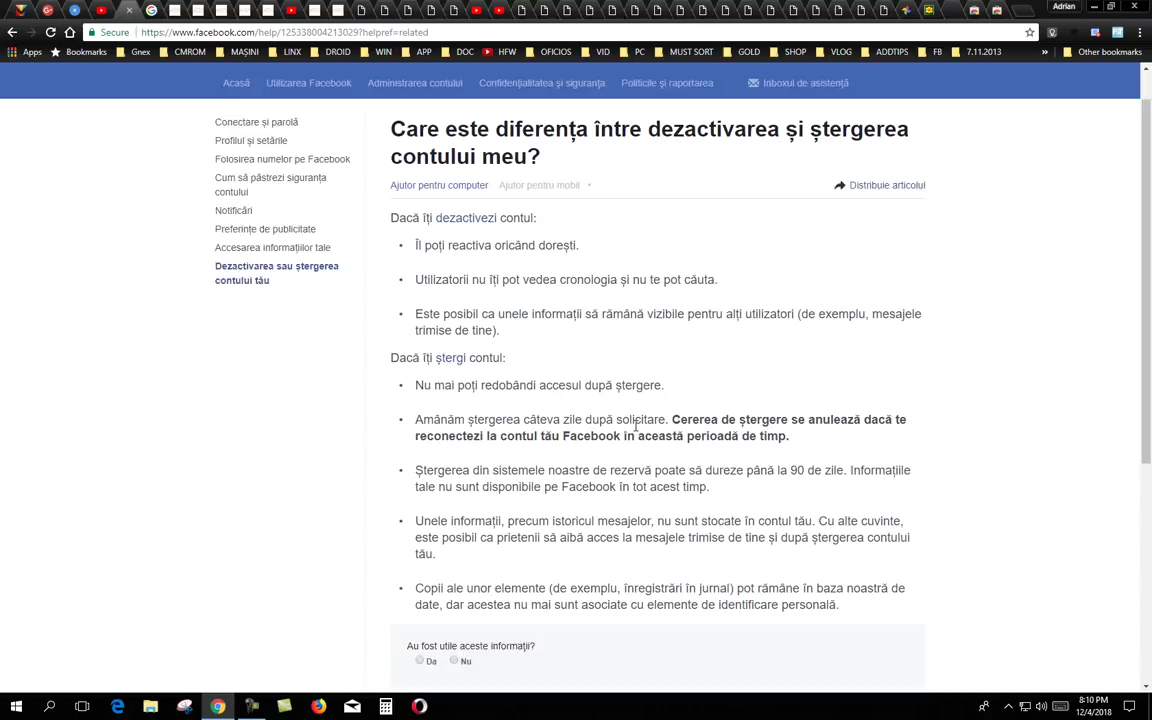 Adrian
Secure
https://www.facebook.com/help/125338004213029?helpref=related
Apps Bookmarks Gnex CMROM MAȘINI LINX DROID WIN APP DOC HFW OFICIOS VID PC MUST SORT GOLD SHOP VLOG ADDTIPS FB 7.11.2013 » Other bookmarks
Acasă Utilizarea Facebook Administrarea contului Confidențialitatea și siguranța Politicile și raportarea Inboxul de asistență
Conectare și parolă
Profilul și setările
Folosirea numelor pe Facebook
Cum să păstrezi siguranța
contului
Notificări
Preferințe de publicitate
Accesarea informațiilor tale
Dezactivarea sau ștergerea
contului tău
Care este diferența între dezactivarea și ștergerea
contului meu?
Ajutor pentru computer Ajutor pentru mobil
Distribuie articolul
Dacă îți dezactivezi contul:
• Îl poți reactiva oricând dorești.
• Utilizatorii nu îți pot vedea cronologia și nu te pot căuta.
• Este posibil ca unele informații să rămână vizibile pentru alți utilizatori (de exemplu, mesajele
trimise de tine).
Dacă îți ștergi contul:
• Nu mai poți redobândi accesul după ștergere.
• Amânăm ștergerea câteva zile după solicitare. Cererea de ștergere se anulează dacă te
reconectezi la contul tău Facebook în această perioadă de timp.
• Ștergerea din sistemele noastre de rezervă poate să dureze până la 90 de zile. Informațiile
tale nu sunt disponibile pe Facebook în tot acest timp.
• Unele informații, precum istoricul mesajelor, nu sunt stocate în contul tău. Cu alte cuvinte,
este posibil ca prietenii să aibă acces la mesajele trimise de tine și după ștergerea contului
tău.
• Copii ale unor elemente (de exemplu, înregistrări în jurnal) pot rămâne în baza noastră de
date, dar acestea nu mai sunt asociate cu elemente de identificare personală.
Au fost utile aceste informații?
Da Nu
8:10 PM
12/4/2018